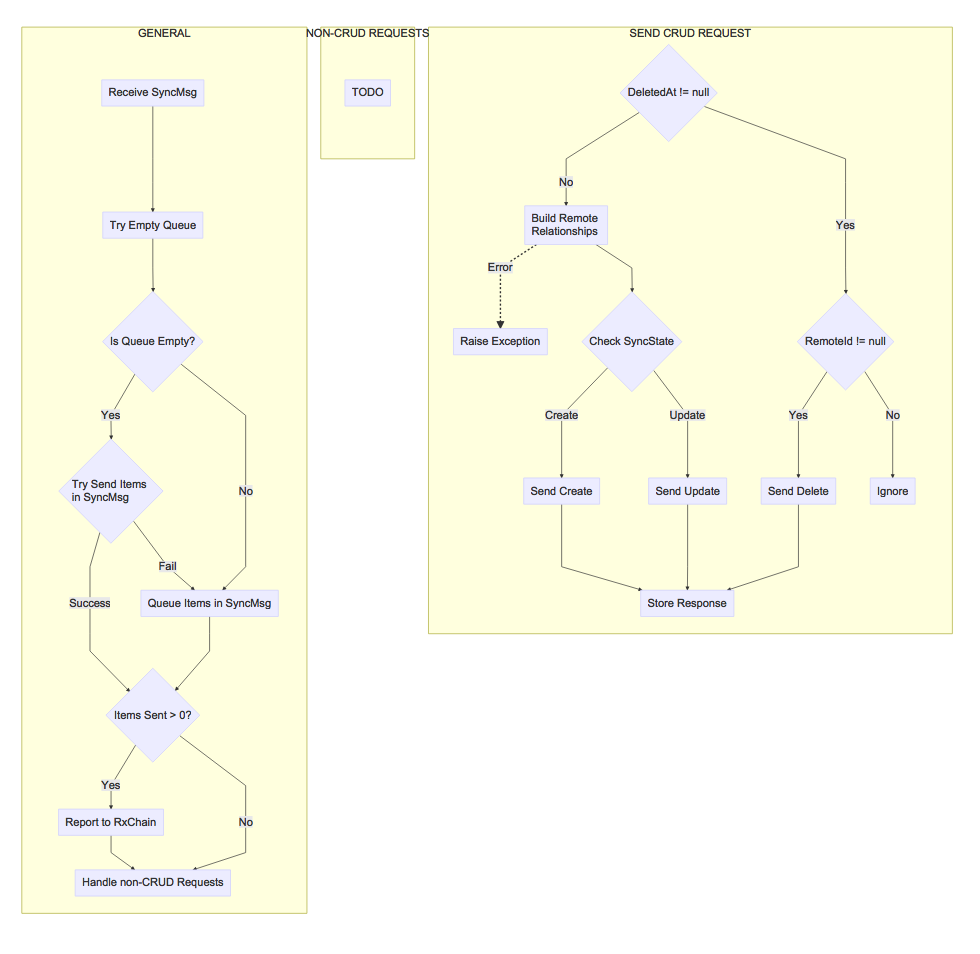 GENERAL
Receive SyncMsg
Try Empty Queue
Is Queue Empty?
Yes
No
Try Send Items
in SyncMsg
Fail
Success
Queue Items in SyncMsg
Items Sent > 0?
Yes
No
Report to RxChain
Handle non-CRUD Requests
NON-CRUD REQUESTS
TODO
SEND CRUD REQUEST
DeletedAt != null
No
Yes
Build Remote
Relationships
Error
Raise Exception
Check SyncState
RemoteId != null
Create
Update
Yes
No
Send Create
Send Update
Send Delete
Ignore
Store Response